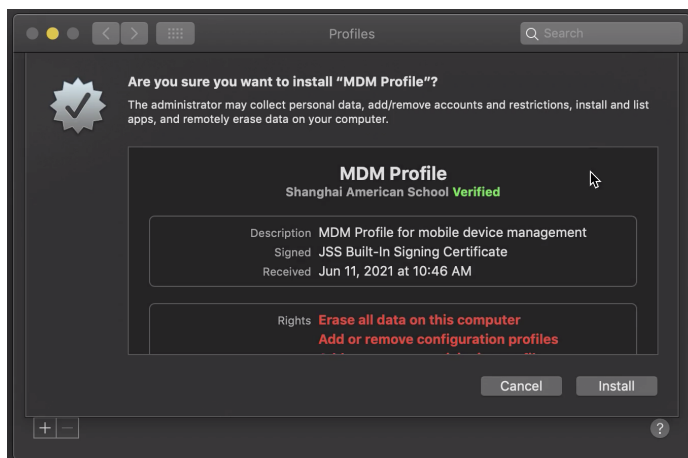 Profiles
Search
Are you sure you want to install “MDM Profile”?
The administrator may collect personal data, add/remove accounts and restrictions, install and list
apps, and remotely erase data on your computer.
MDM Profile
Shanghai American School Verified
Description MDM Profile for mobile device management
Signed JSS Built-In Signing Certificate
Received Jun 11, 2021 at 10:46 AM
Rights Erase all data on this computer
Add or remove configuration profiles
Cancel Install
+ − ?